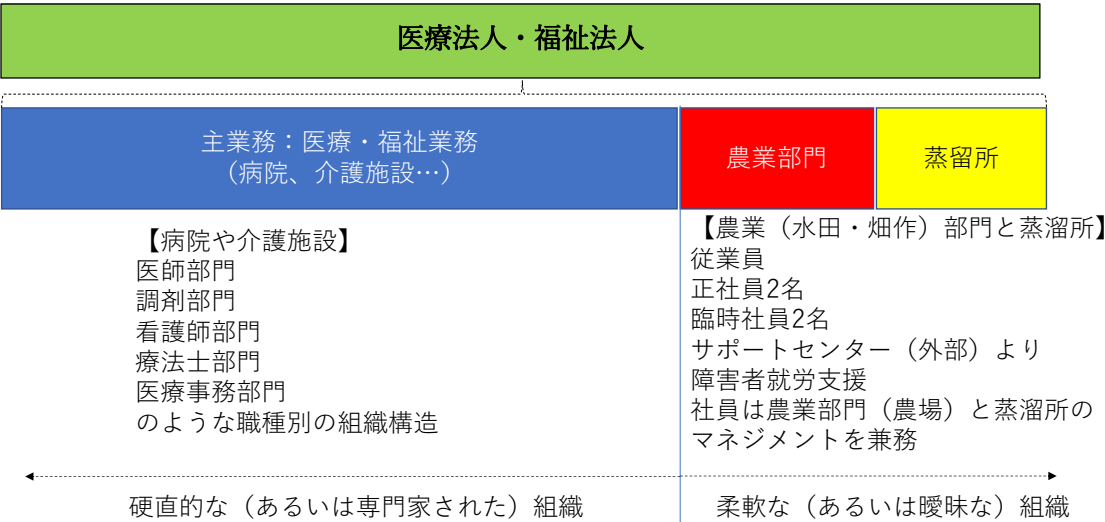 医療法人・福祉法人
主業務：医療・福祉業務
（病院、介護施設…）
農業部門
蒸留所
【病院や介護施設】
医師部門
調剤部門
看護師部門
療法士部門
医療事務部門
のような職種別の組織構造
【農業（水田・畑作）部門と蒸溜所】
従業員
正社員2名
臨時社員2名
サポートセンター（外部）より
障害者就労支援
社員は農業部門（農場）と蒸溜所の
マネジメントを兼務
硬直的な（あるいは専門家された）組織
柔軟な（あるいは曖昧な）組織